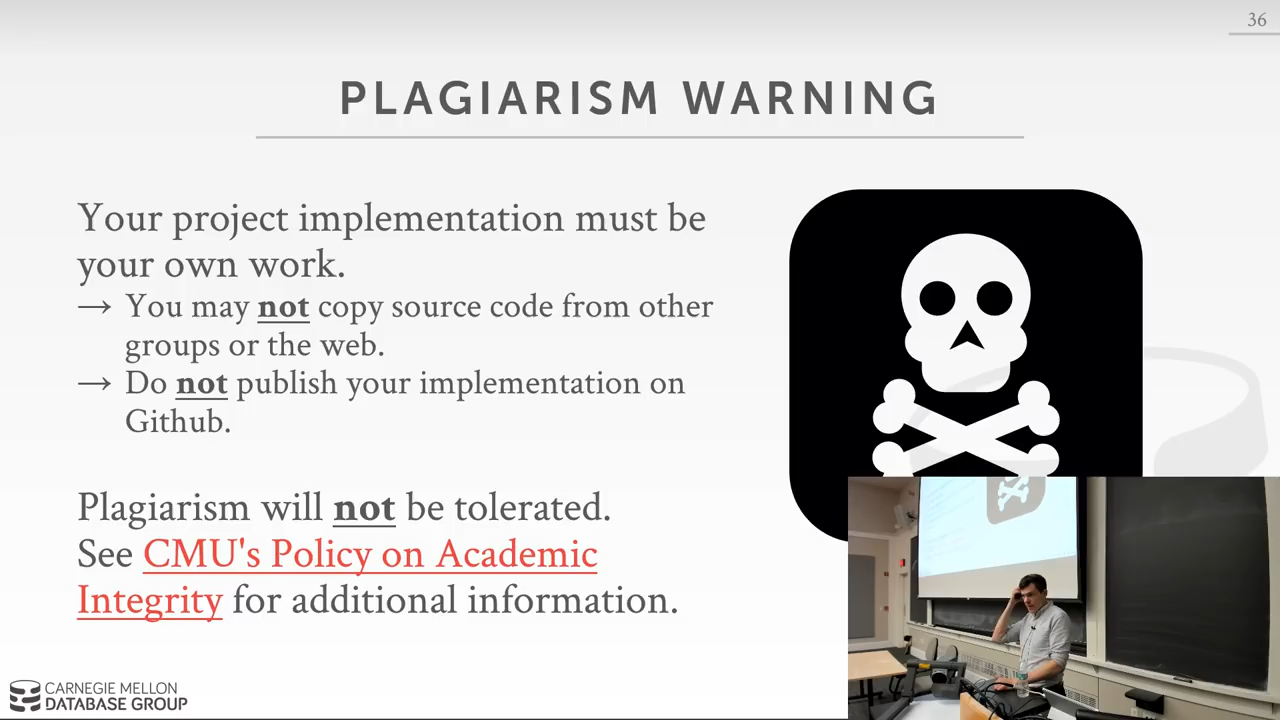 36
PLAGIARISM WARNING
Your project implementation must be
your own work.
→ You may not copy source code from other
groups or the web.
→ Do not publish your implementation on
Github.
Plagiarism will not be tolerated.
See CMU's Policy on Academic
Integrity for additional information.
CARNEGIE MELLON
DATABASE GROUP